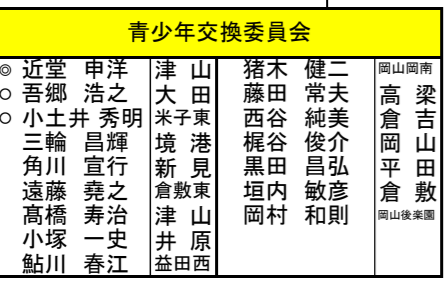 青少年交換委員会
◎ 近堂 申洋 津 山 猪木 健二 岡山岡南
○ 吾郷 浩之 大 田 藤田 常夫 高 梁
○ 小土井 秀明 米子東 西谷 純美 倉 吉
三輪 昌輝 境 港 梶谷 俊介 岡 山
角川 宣行 新 見 黒田 昌弘 平 田
遠藤 堯之 倉敷東 垣内 敏彦 倉 敷
髙橋 寿治 津 山 岡村 和則 岡山後楽園
小塚 一史 井 原
鮎川 春江 益田西